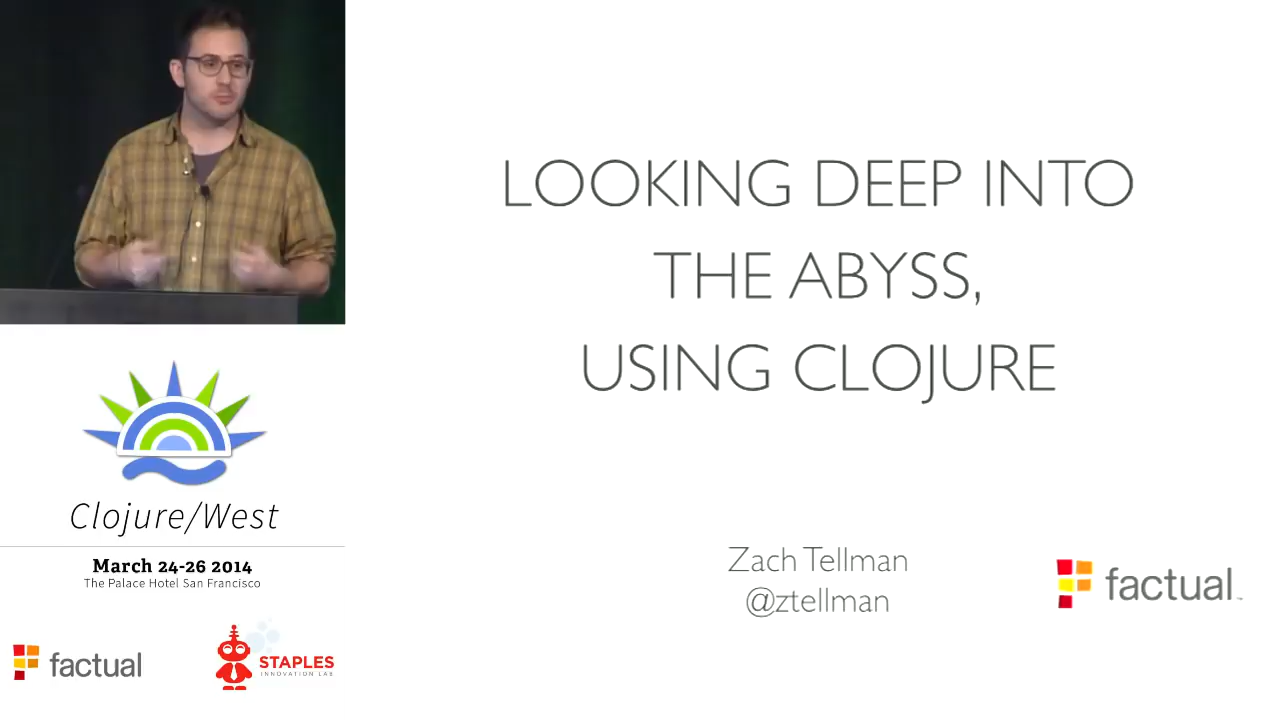 LOOKING DEEP INTO
THE ABYSS,
USING CLOJURE
Zach Tellman
@ztellman
factual™
Clojure/West
March 24-26 2014
The Palace Hotel San Francisco
factual
STAPLES
INNOVATION LAB